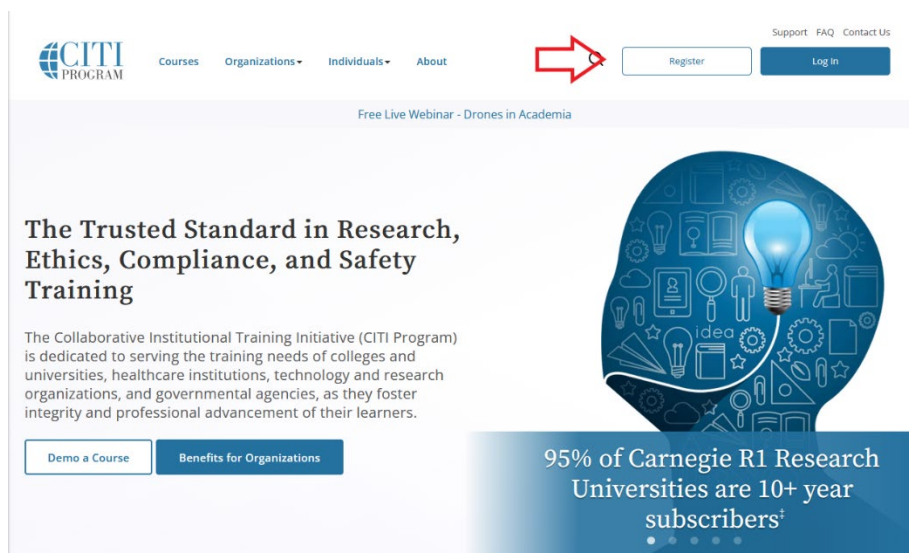 Support FAQ Contact Us
CITI
PROGRAM
Courses Organizations Individuals About
Register Log In
Free Live Webinar - Drones in Academia
The Trusted Standard in Research,
Ethics, Compliance, and Safety
Training
The Collaborative Institutional Training Initiative (CITI Program)
is dedicated to serving the training needs of colleges and
universities, healthcare institutions, technology and research
organizations, and governmental agencies, as they foster
integrity and professional advancement of their learners.
Demo a Course Benefits for Organizations
idea
95% of Carnegie R1 Research
Universities are 10+ year
subscribers‡